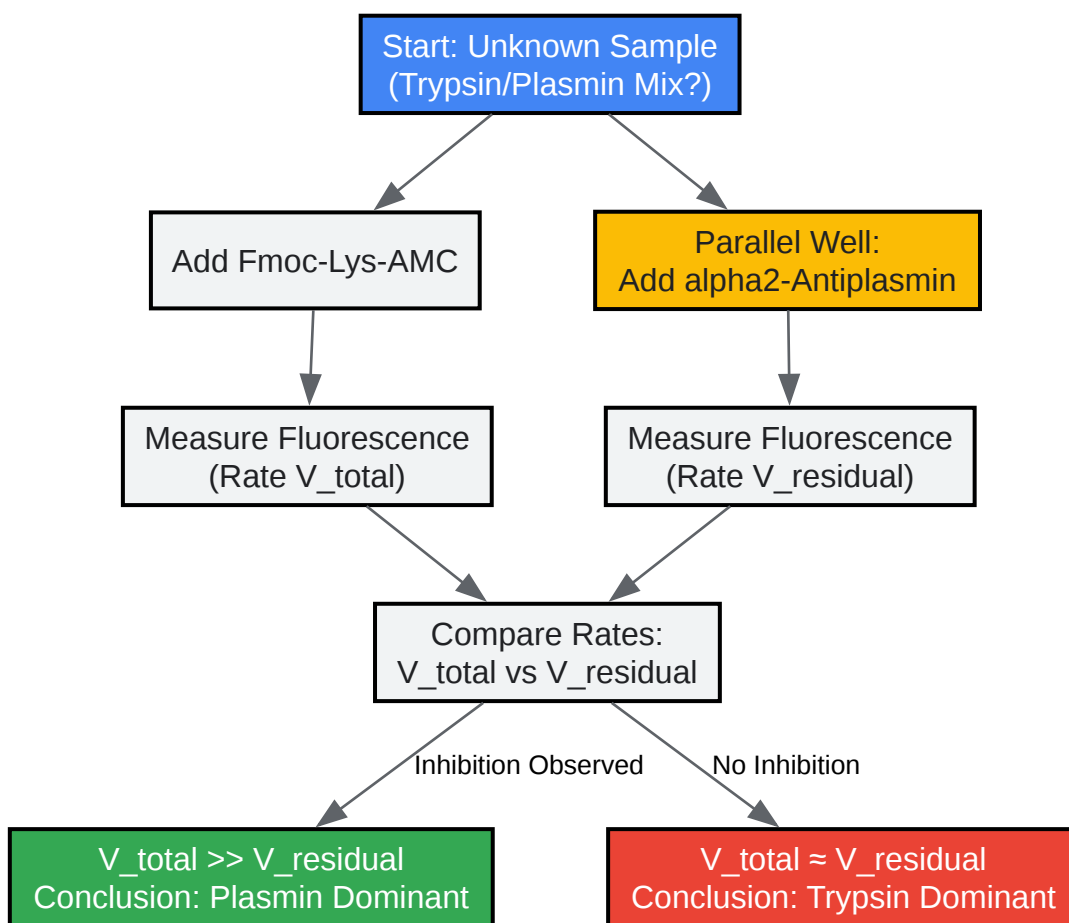 Start: Unknown Sample
(Trypsin/Plasmin Mix?)
Add Fmoc-Lys-AMC
Parallel Well:
Add alpha2-Antiplasmin
Measure Fluorescence
(Rate V_total)
Measure Fluorescence
(Rate V_residual)
Compare Rates:
V_total vs V_residual
Inhibition Observed
No Inhibition
V_total >> V_residual
Conclusion: Plasmin Dominant
V_total ≈ V_residual
Conclusion: Trypsin Dominant